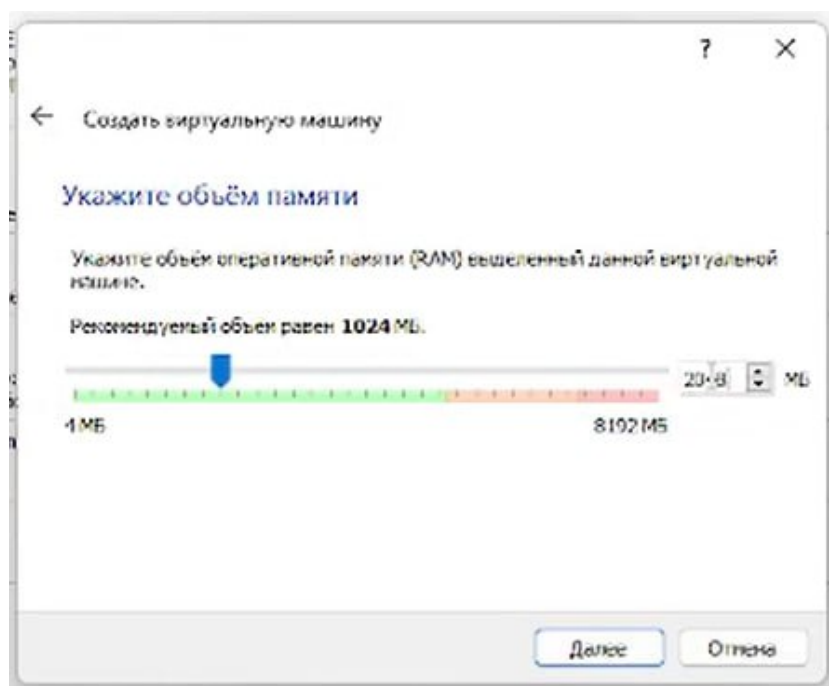 ?
←
Создать виртуальную машину
Укажите объём памяти
Укажите объём оперативной памяти (RAM) выделенный данной виртуальной
машине.
Рекомендуемый объем равен 1024 МБ.
МБ
4 МБ
8192 МБ
Далее
Отмена